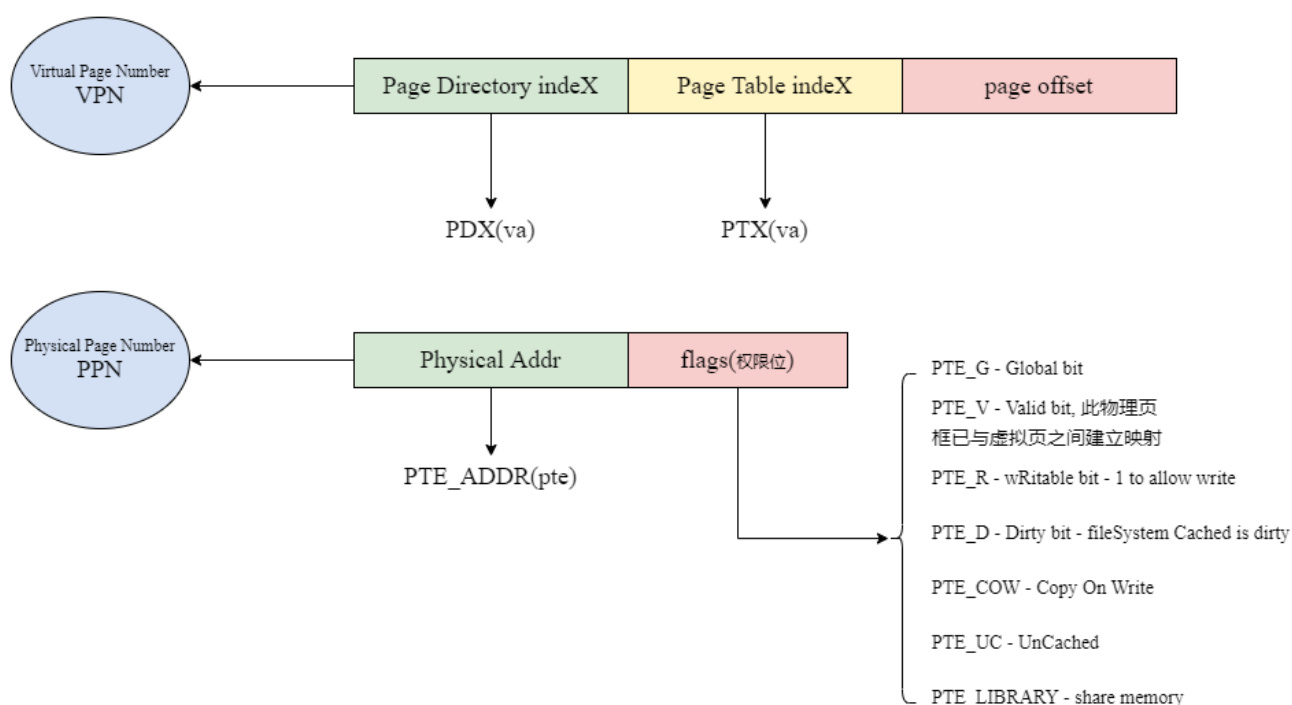 Virtual Page Number
VPN
Page Directory indeX
Page Table indeX
page offset
PDX(va)
PTX(va)
Physical Page Number
PPN
Physical Addr
flags(权限位)
PTE_ADDR(pte)
PTE_G - Global bit
PTE_V - Valid bit, 此物理页
框已与虚拟页之间建立映射
PTE_R - wRitable bit - 1 to allow write
PTE_D - Dirty bit - fileSystem Cached is dirty
PTE_COW - Copy On Write
PTE_UC - UnCached
PTE_LIBRARY - share memory